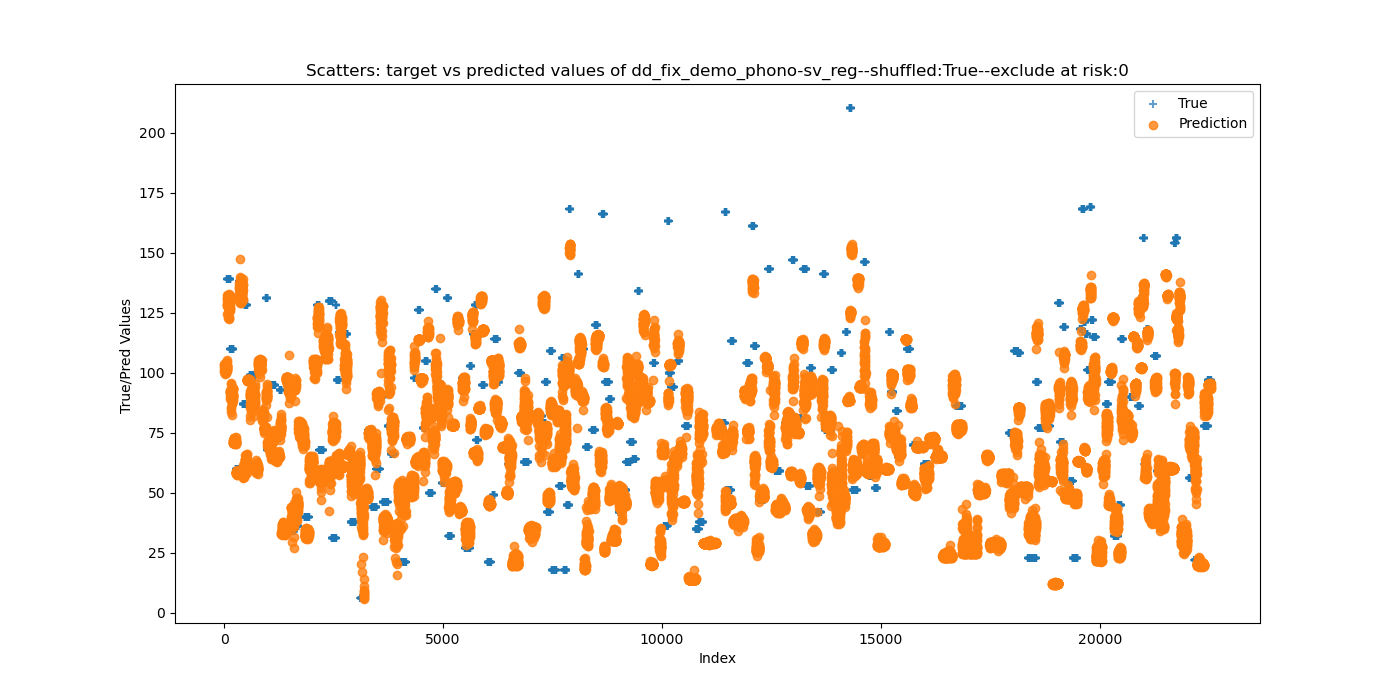 Scatters: target vs predicted values of dd_fix_demo_phono-sv_reg--shuffled:True--exclude at risk:0
True
Prediction
200
175
150
125
100
75
50
25
0
True/Pred Values
0
5000
10000
15000
20000
Index